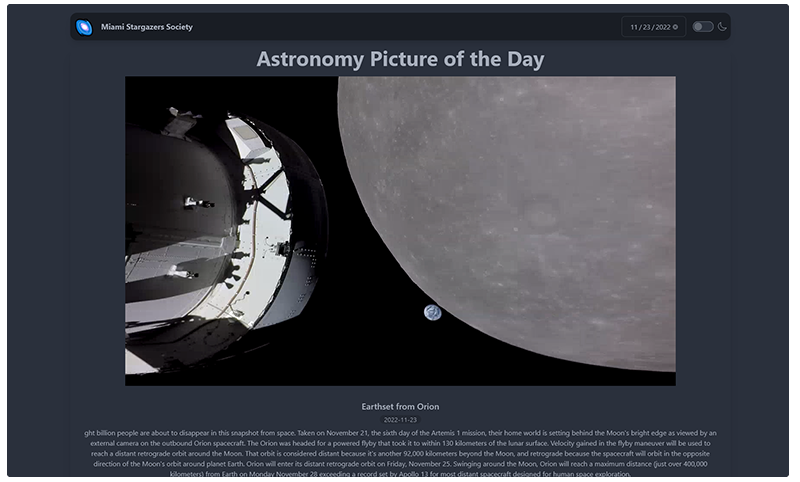 Miami Stargazers Society
11 / 23 / 2022
Astronomy Picture of the Day
Earthset from Orion
2022-11-23
ght billion people are about to disappear in this snapshot from space. Taken on November 21, the sixth day of the Artemis 1 mission, their home world is setting behind the Moon's bright edge as viewed by an
external camera on the outbound Orion spacecraft. The Orion was headed for a powered flyby that took it to within 130 kilometers of the lunar surface. Velocity gained in the flyby maneuver will be used to
reach a distant retrograde orbit around the Moon. That orbit is considered distant because it's another 92,000 kilometers beyond the Moon, and retrograde because the spacecraft will orbit in the opposite
direction of the Moon's orbit around planet Earth. Orion will enter its distant retrograde orbit on Friday, November 25. Swinging around the Moon, Orion will reach a maximum distance (just over 400,000
kilometers) from Earth on Monday November 28 exceeding a record set by Apollo 13 for most distant spacecraft designed for human space exploration.